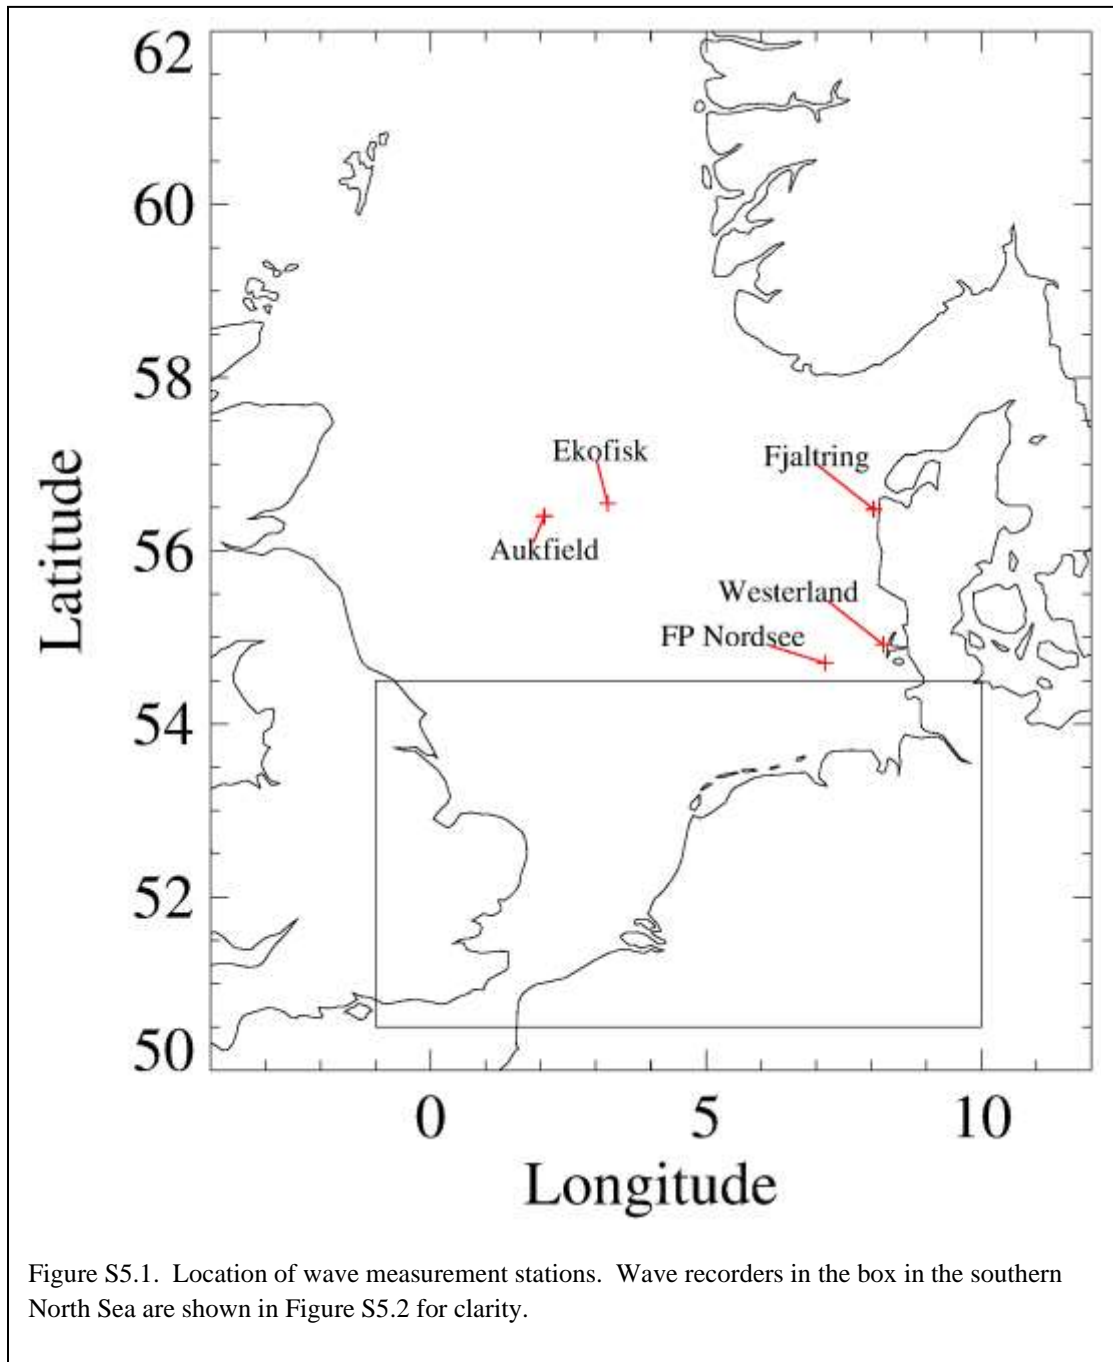 62
60
58
56
54
52
50
Latitude
Ekofisk
Fjaltring
Aukfield
Westerland
FP Nordsee
0 5 10
Longitude
Figure S5.1. Location of wave measurement stations. Wave recorders in the box in the southern
North Sea are shown in Figure S5.2 for clarity.